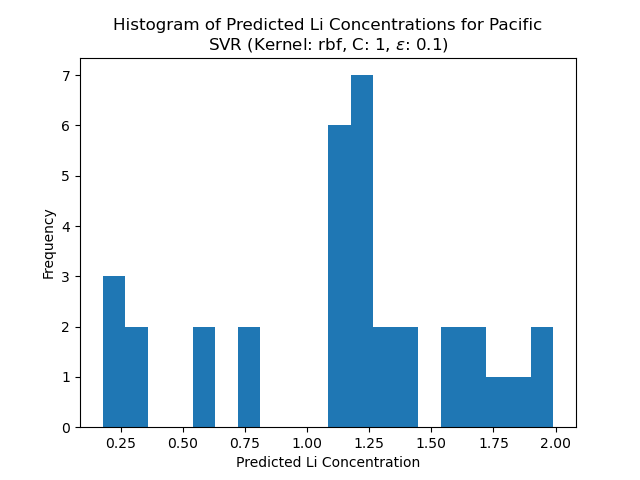 Histogram of Predicted Li Concentrations for Pacific
SVR (Kernel: rbf, C: 1, ε: 0.1)
Frequency
7
6
5
4
3
2
1
0
0.25 0.50 0.75 1.00 1.25 1.50 1.75 2.00
Predicted Li Concentration